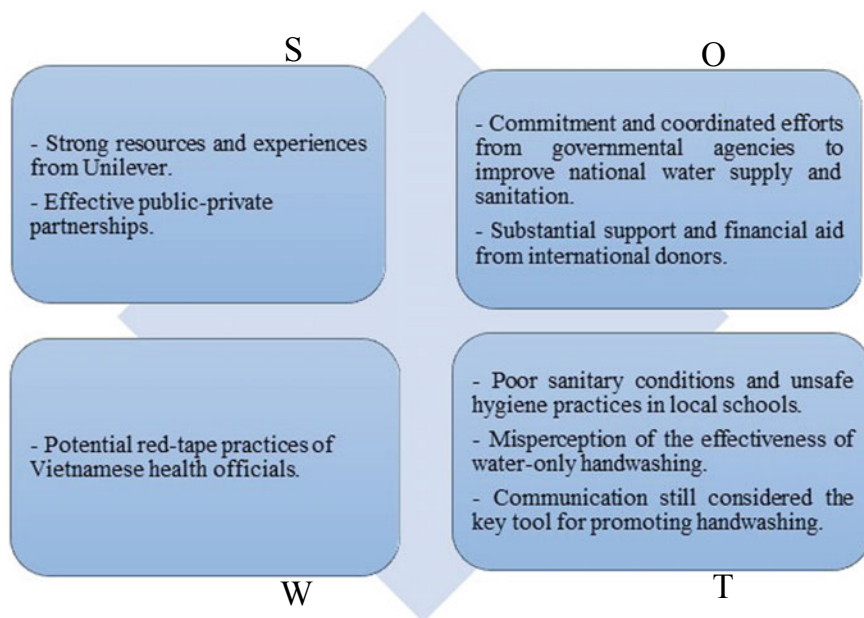 S
- Strong resources and experiences
from Unilever.
- Effective public-private
partnerships.
O
- Commitment and coordinated efforts
from governmental agencies to
improve national water supply and
sanitation.
- Substantial support and financial aid
from international donors.
- Potential red-tape practices of
Vietnamese health officials.
W
- Poor sanitary conditions and unsafe
hygiene practices in local schools.
- Misperception of the effectiveness of
water-only handwashing.
- Communication still considered the
key tool for promoting handwashing.
T